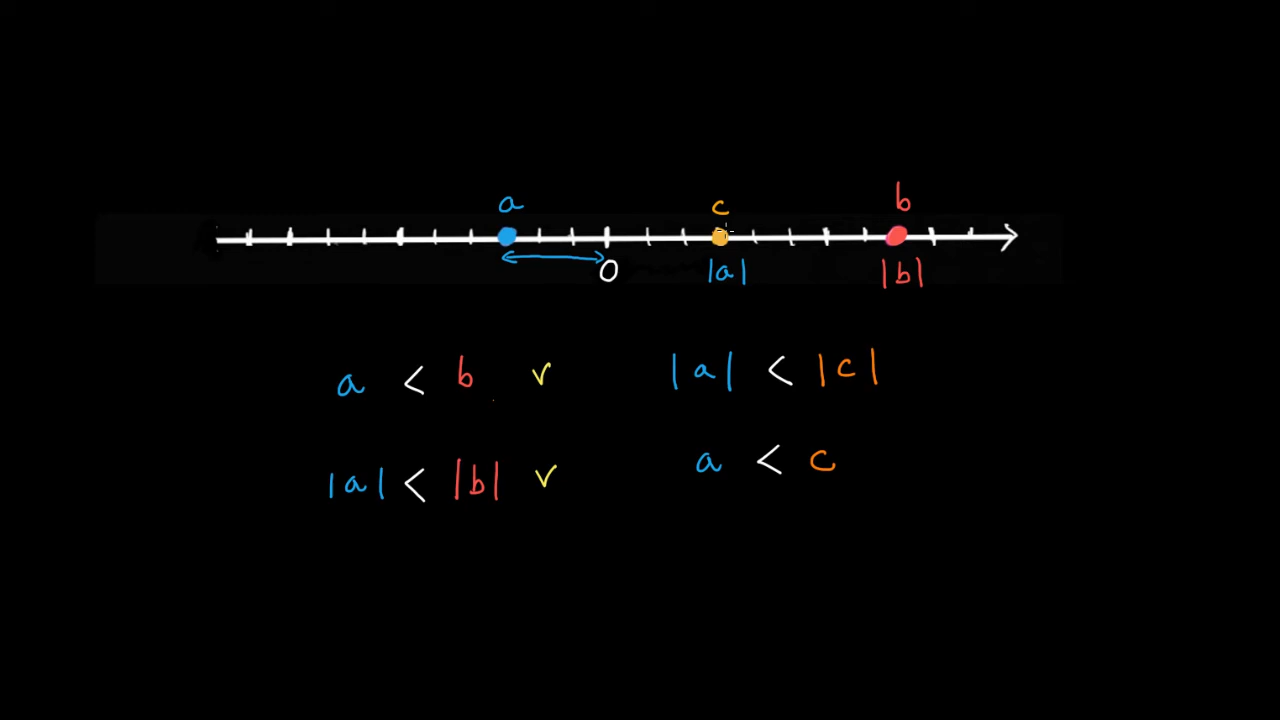 a c b
0 |a| |b|
a < b ✓ |a| < |c|
|a| < |b| ✓ a < c